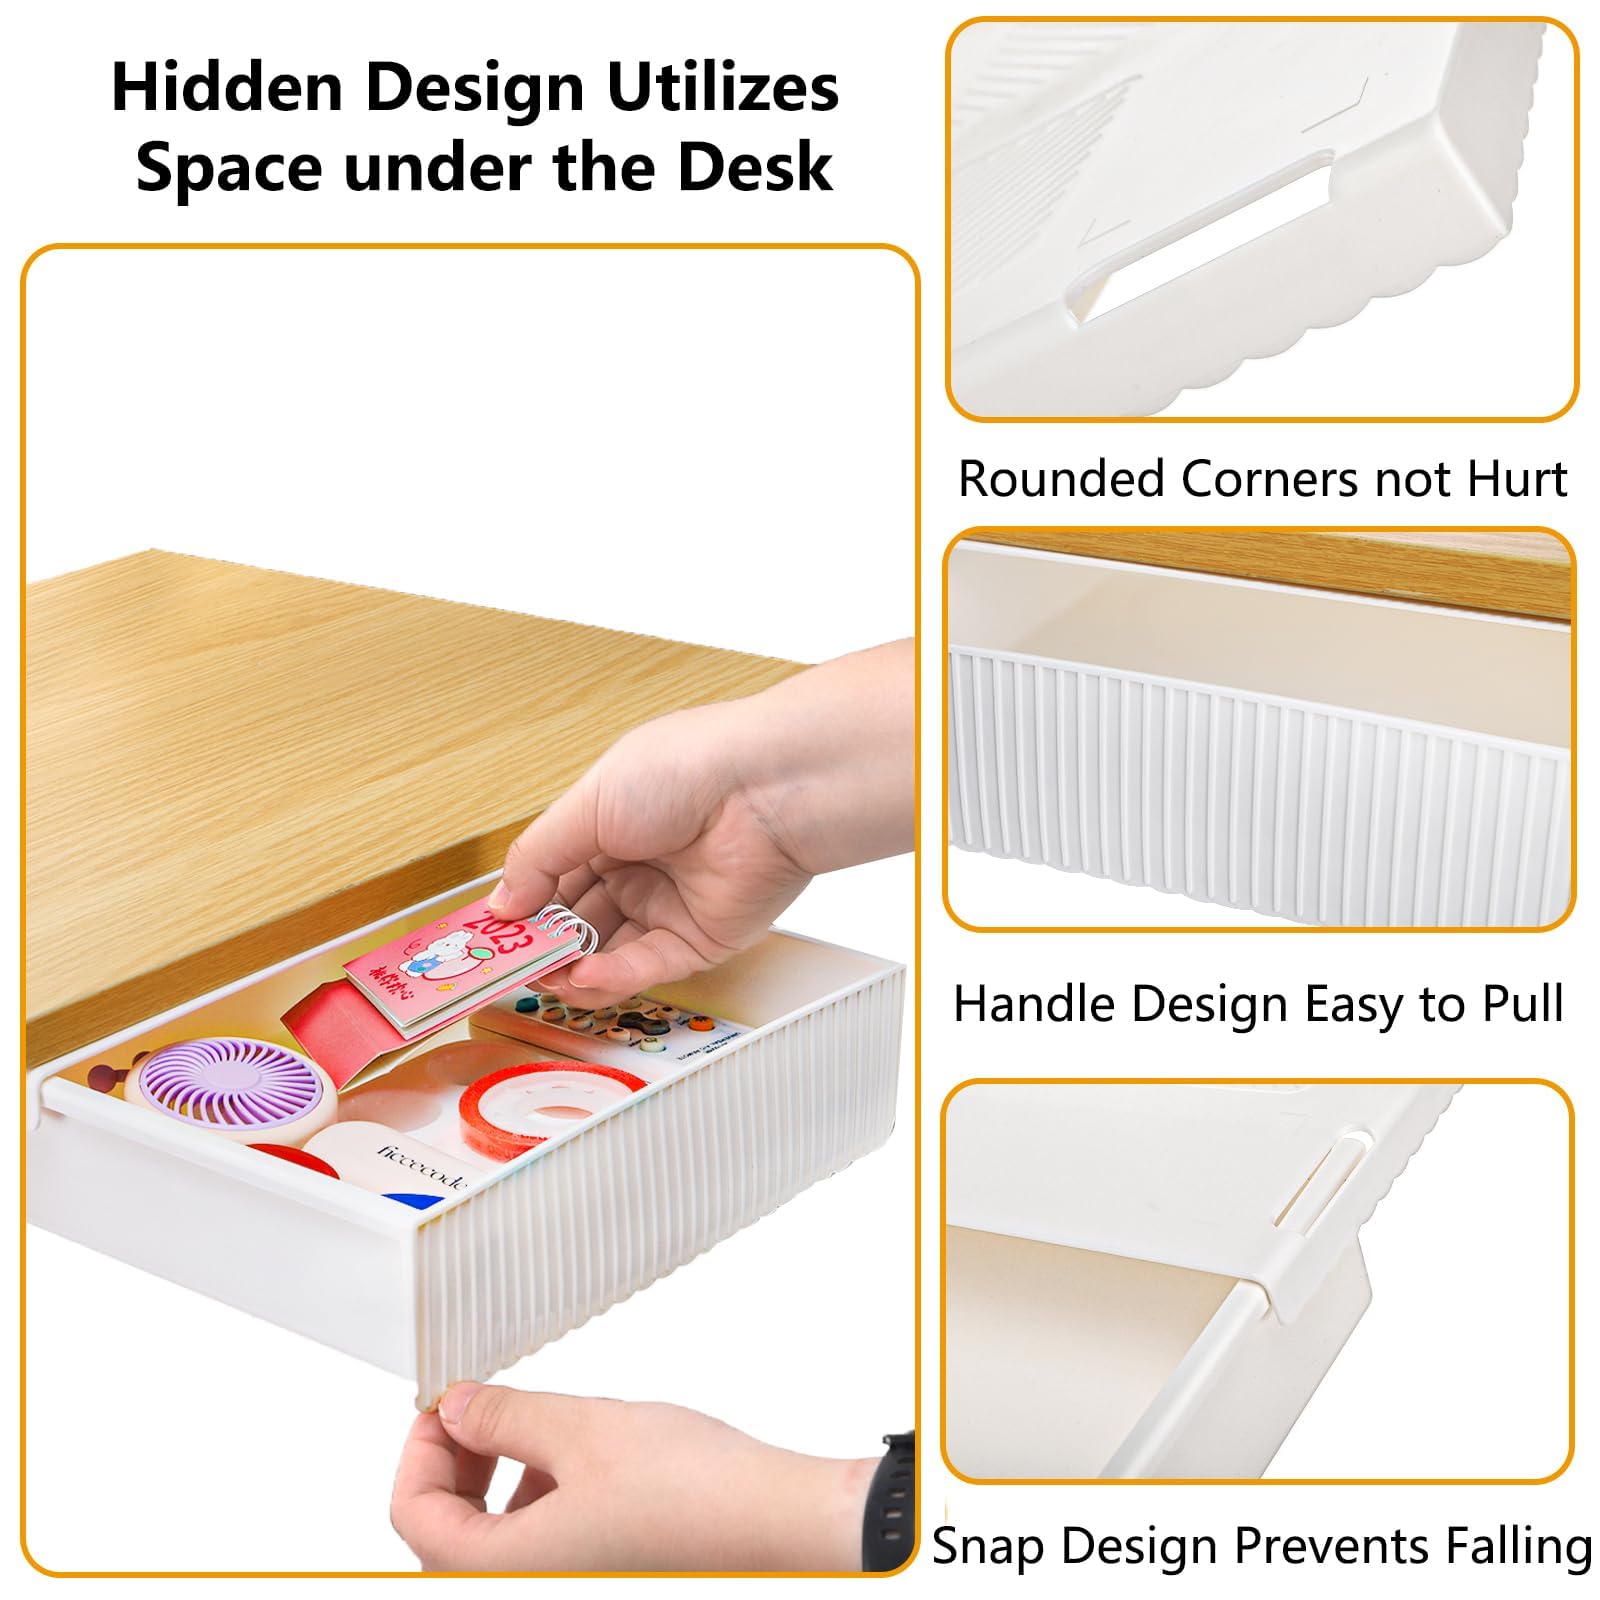 Hidden Design Utilizes
Space under the Desk
Rounded Corners not Hurt
2023
Handle Design Easy to Pull
ficcecode
Snap Design Prevents Falling